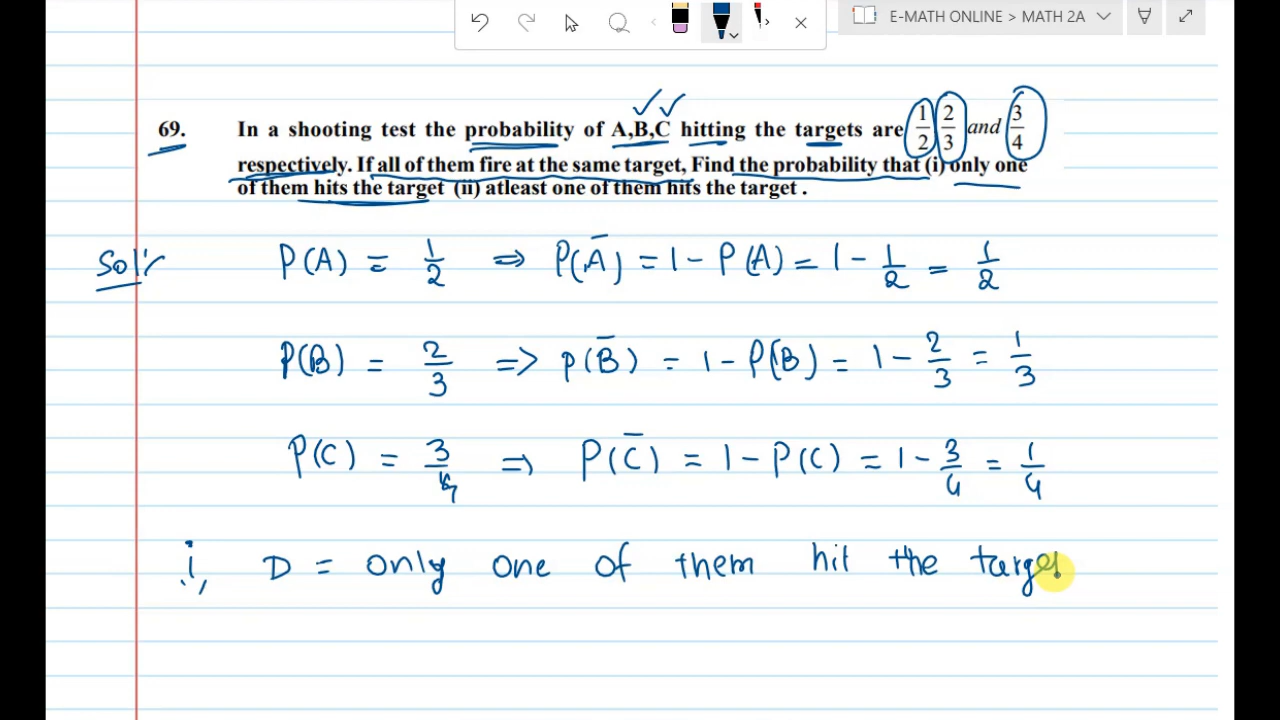 E-MATH ONLINE > MATH 2A
69. In a shooting test the probability of A,B,C hitting the targets are 1/2 2/3 and 3/4
respectively. If all of them fire at the same target, Find the probability that (i) only one
of them hits the target (ii) atleast one of them hits the target .
Sol: P(A) = 1/2 ⇒ P(Ā) = 1 - P(A) = 1 - 1/2 = 1/2
P(B) = 2/3 => P(B̄) = 1 - P(B) = 1 - 2/3 = 1/3
P(C) = 3/4 ⇒ P(C̄) = 1 - P(C) = 1 - 3/4 = 1/4
i, D = only one of them hit the target